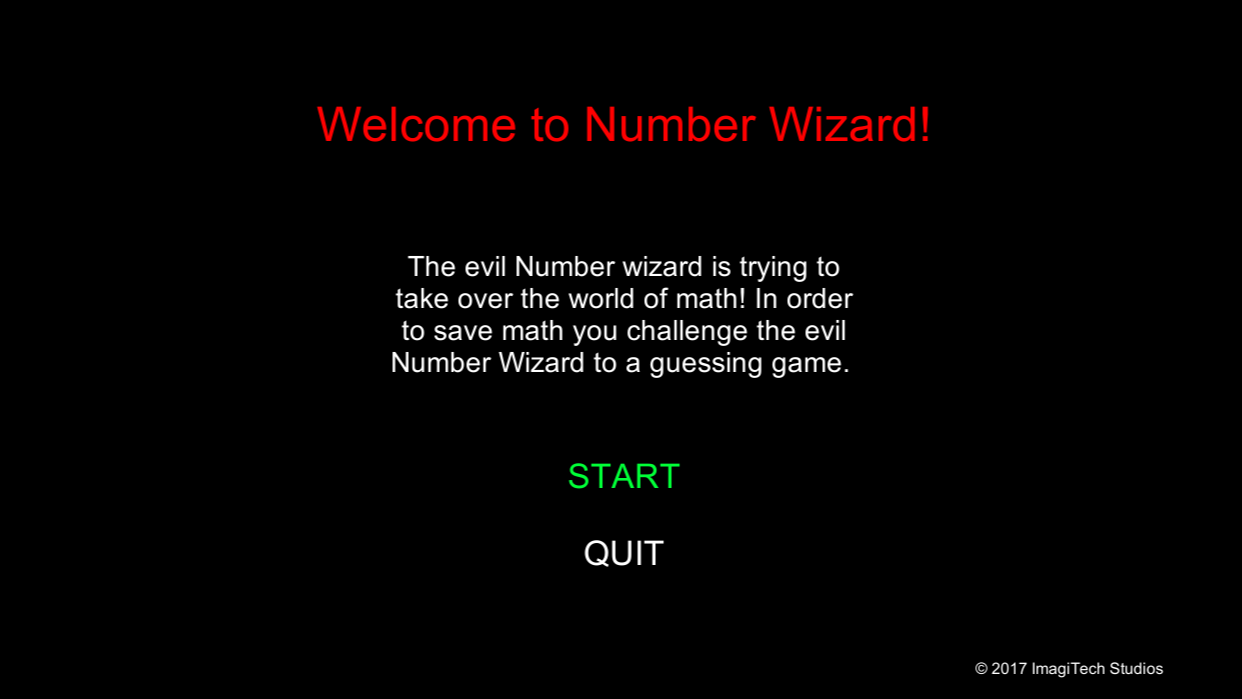 Welcome to Number Wizard!
The evil Number wizard is trying to
take over the world of math! In order
to save math you challenge the evil
Number Wizard to a guessing game.
START
QUIT
© 2017 ImagiTech Studios